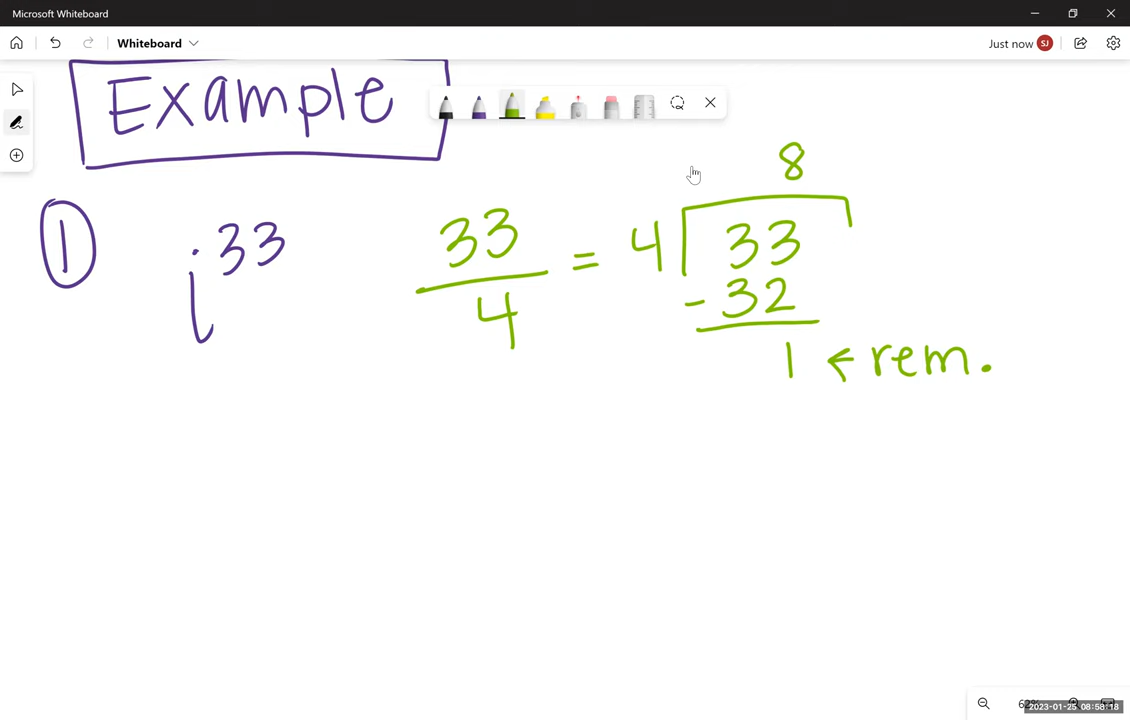 Microsoft Whiteboard
Whiteboard
Just now SJ
Example
8
① i³³ 33/4 = 4 33
- 32
1 ← rem.
2023-01-25 08:58:18